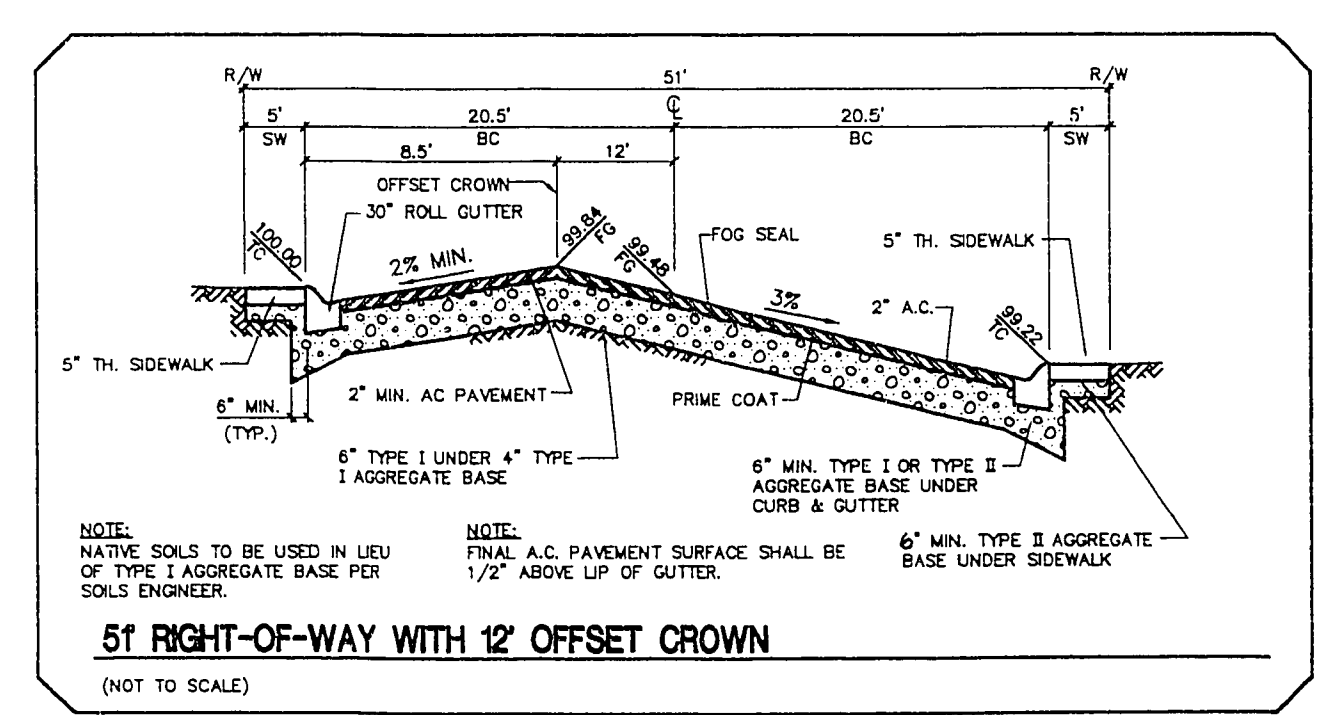 R/W
51'
R/W
5'
20.5'
℄
20.5'
5'
SW
BC
BC
SW
8.5'
12'
OFFSET CROWN
30" ROLL GUTTER
100.00
TC
99.84
FG
99.48
FG
FOG SEAL
5" TH. SIDEWALK
2% MIN.
3%
2" A.C.
99.22
TC
5" TH. SIDEWALK
2" MIN. AC PAVEMENT
PRIME COAT
6" MIN.
(TYP.)
6" TYPE I UNDER 4" TYPE
I AGGREGATE BASE
6" MIN. TYPE I OR TYPE II
AGGREGATE BASE UNDER
CURB & GUTTER
6" MIN. TYPE II AGGREGATE
BASE UNDER SIDEWALK
NOTE:
NATIVE SOILS TO BE USED IN LIEU
OF TYPE I AGGREGATE BASE PER
SOILS ENGINEER.
NOTE:
FINAL A.C. PAVEMENT SURFACE SHALL BE
1/2" ABOVE LIP OF GUTTER.
51' RIGHT-OF-WAY WITH 12' OFFSET CROWN
(NOT TO SCALE)